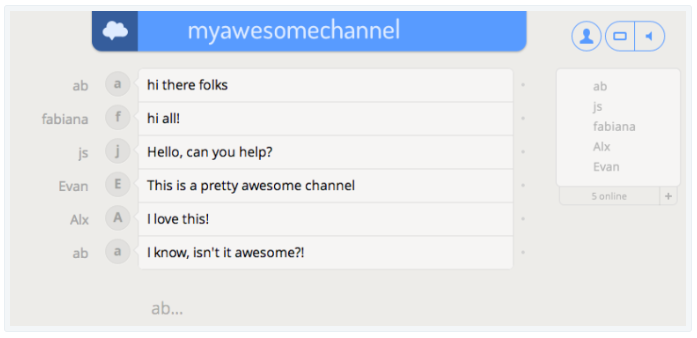 myawesomechannel
ab a hi there folks
fabiana f hi all!
js j Hello, can you help?
Evan E This is a pretty awesome channel
Alx A I love this!
ab a I know, isn't it awesome?!
ab...
ab
js
fabiana
Alx
Evan
5 online +